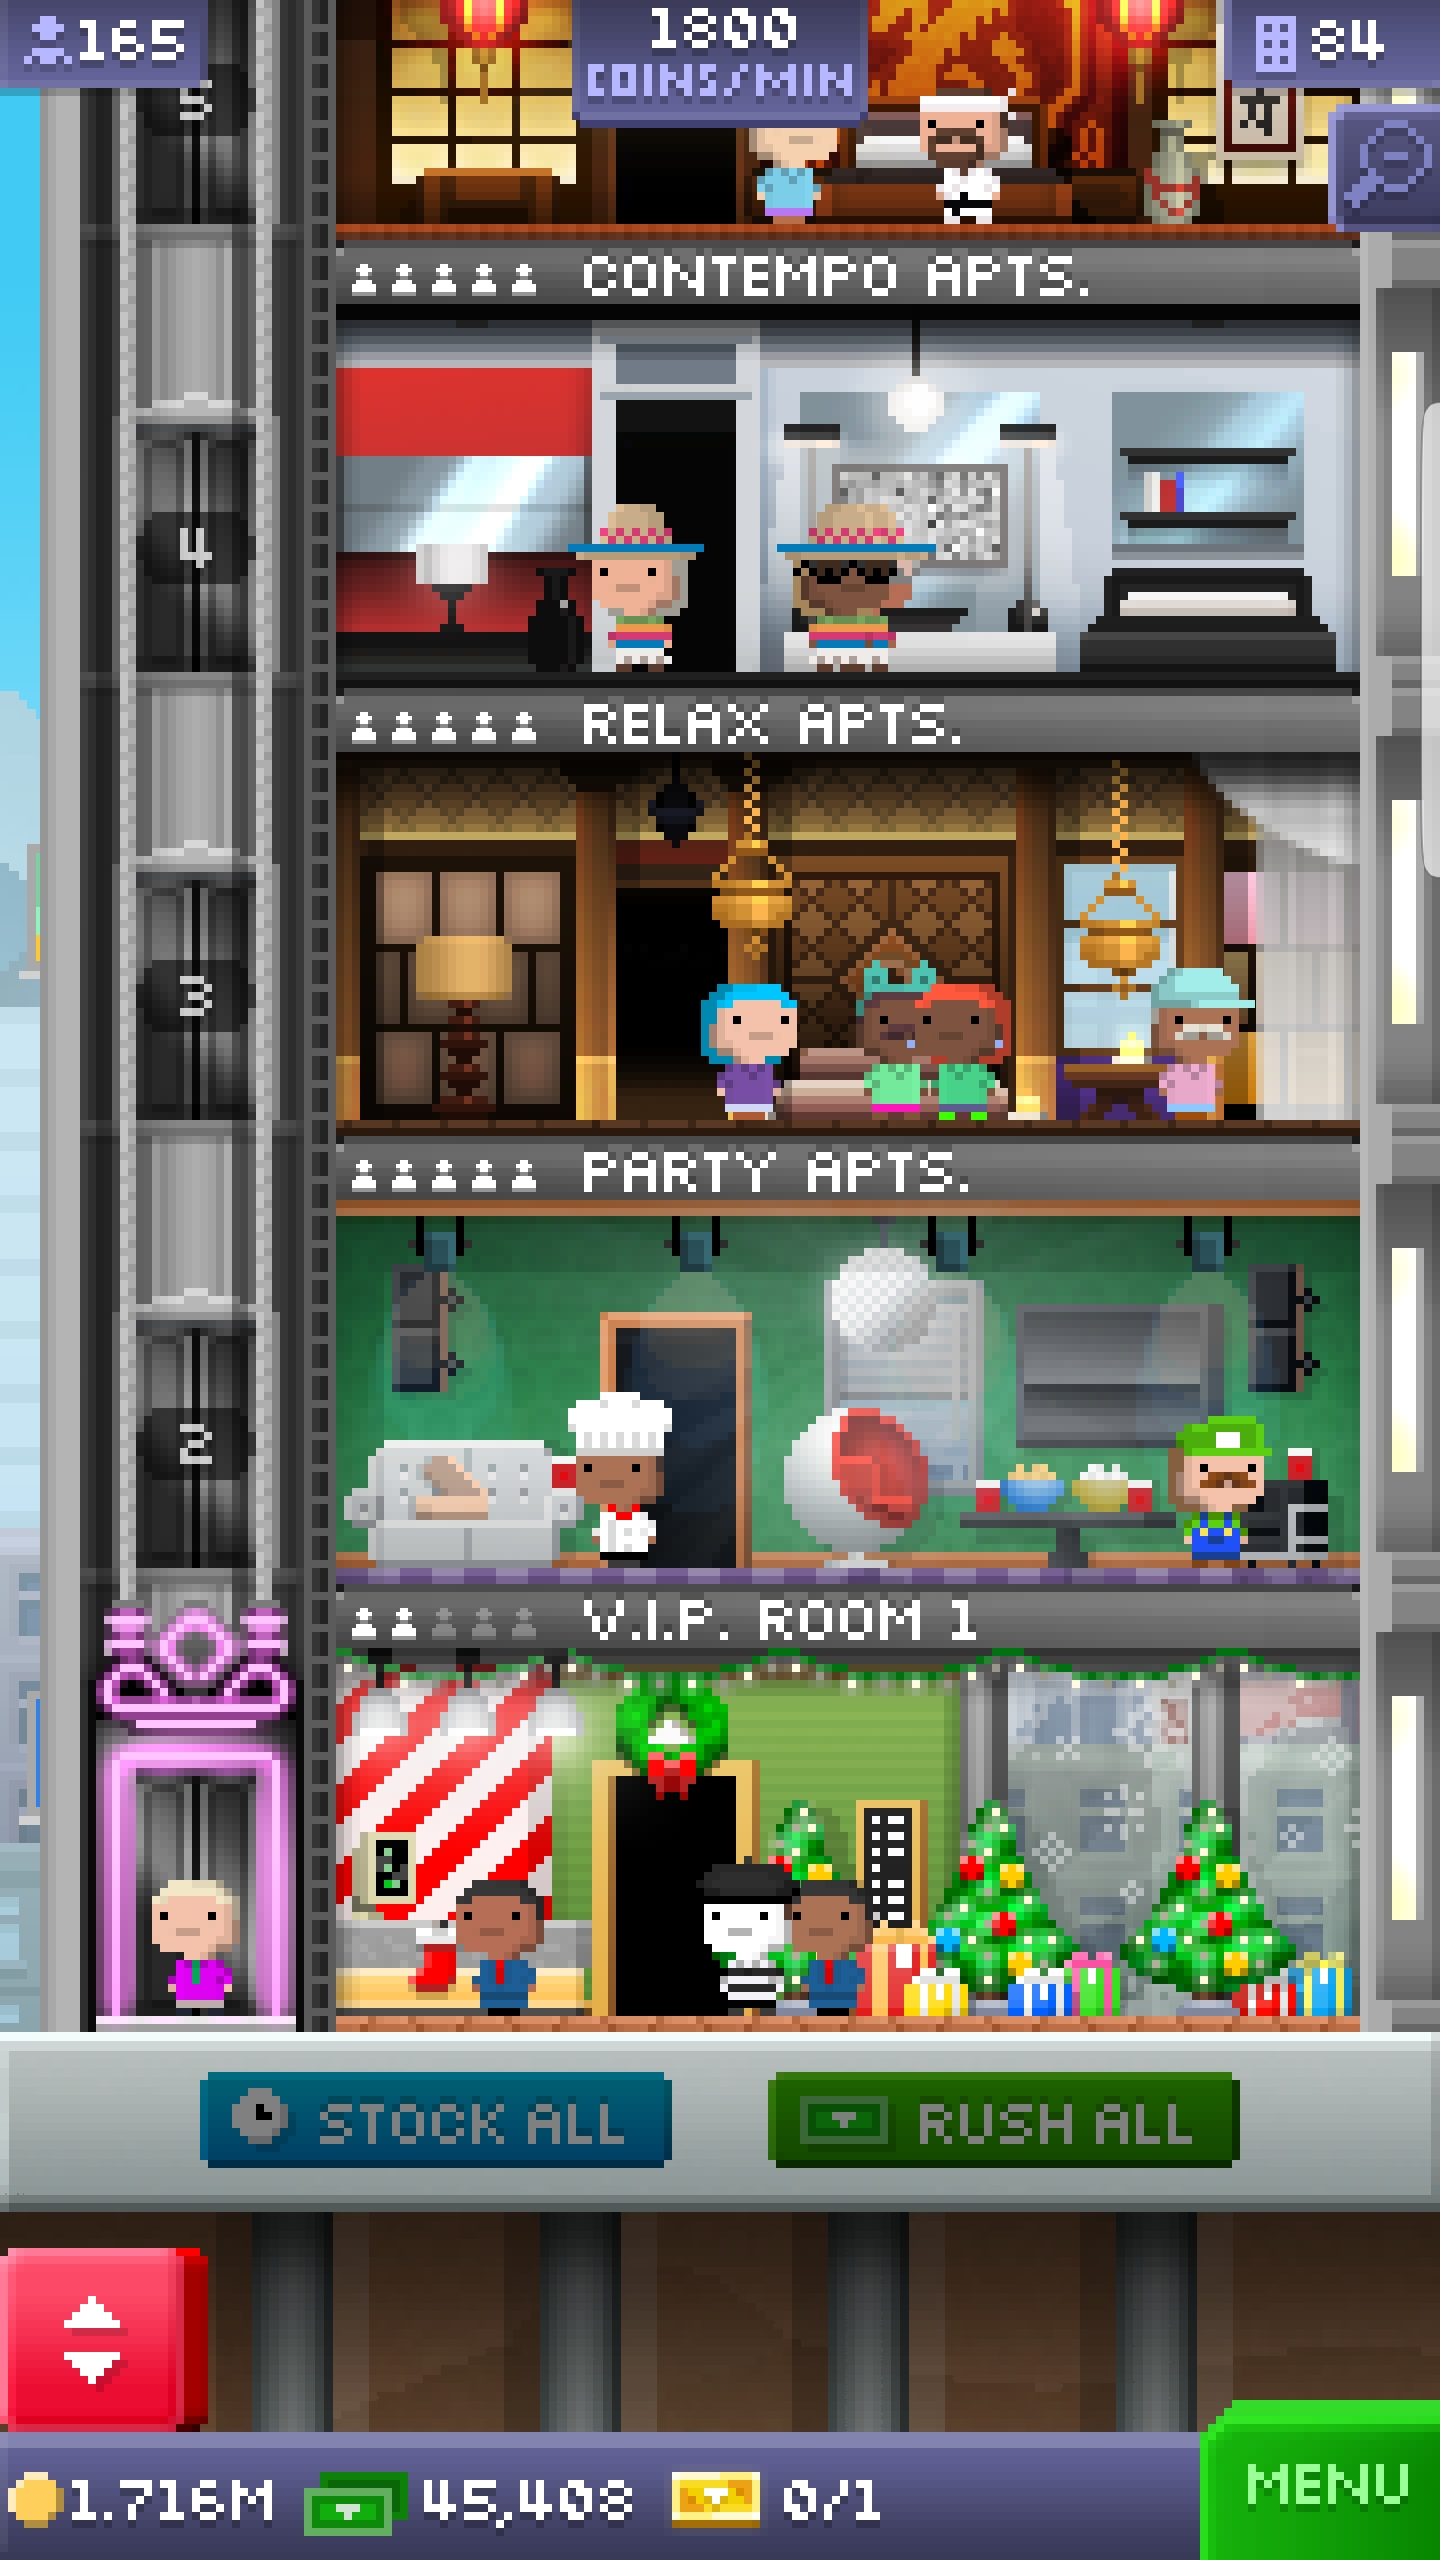 165
1800
COINS/MIN
84
5
CONTEMPO APTS.
4
RELAX APTS.
3
PARTY APTS.
2
V.I.P. ROOM 1
STOCK ALL
RUSH ALL
1.716M
45,408
0/1
MENU